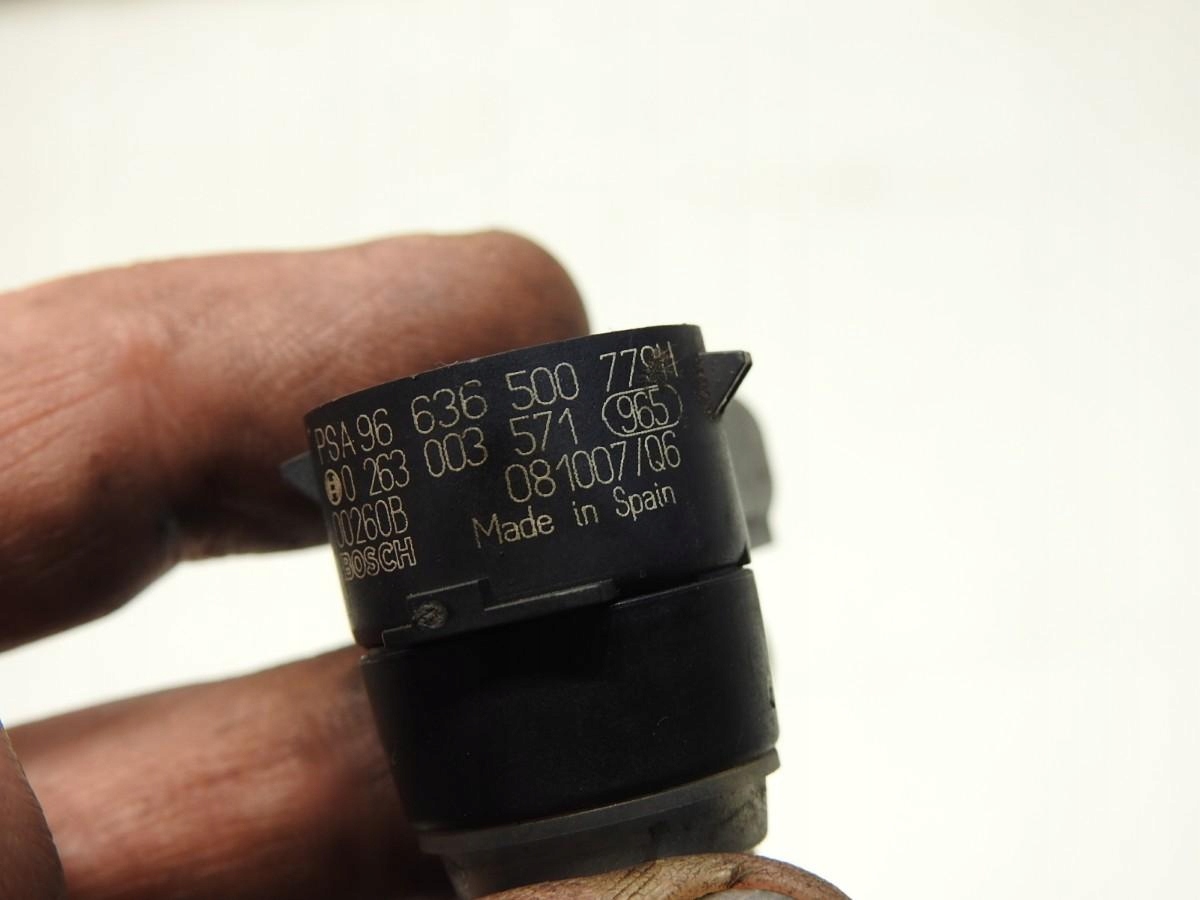 PSA 96 636 500 77
0 263 003 571 965
00260B 081007/Q6
BOSCH Made in Spain